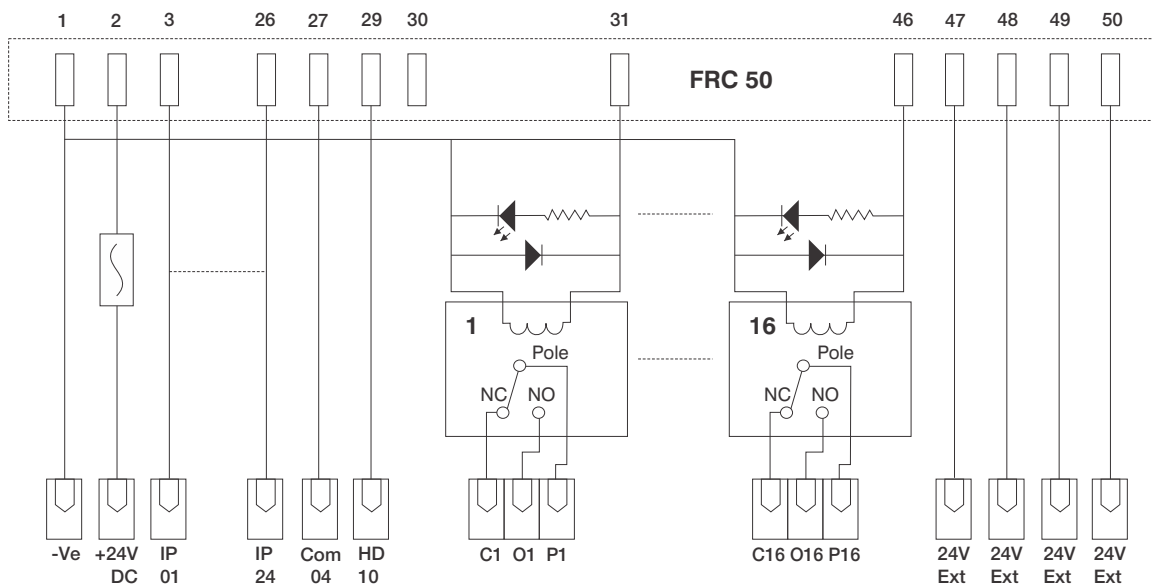 1 2 3 26 27 29 30 31 46 47 48 49 50
FRC 50
1 16
Pole Pole
NC NO NC NO
-Ve +24V IP IP Com HD C1 O1 P1 C16 O16 P16 24V 24V 24V 24V
DC 01 24 04 10 Ext Ext Ext Ext